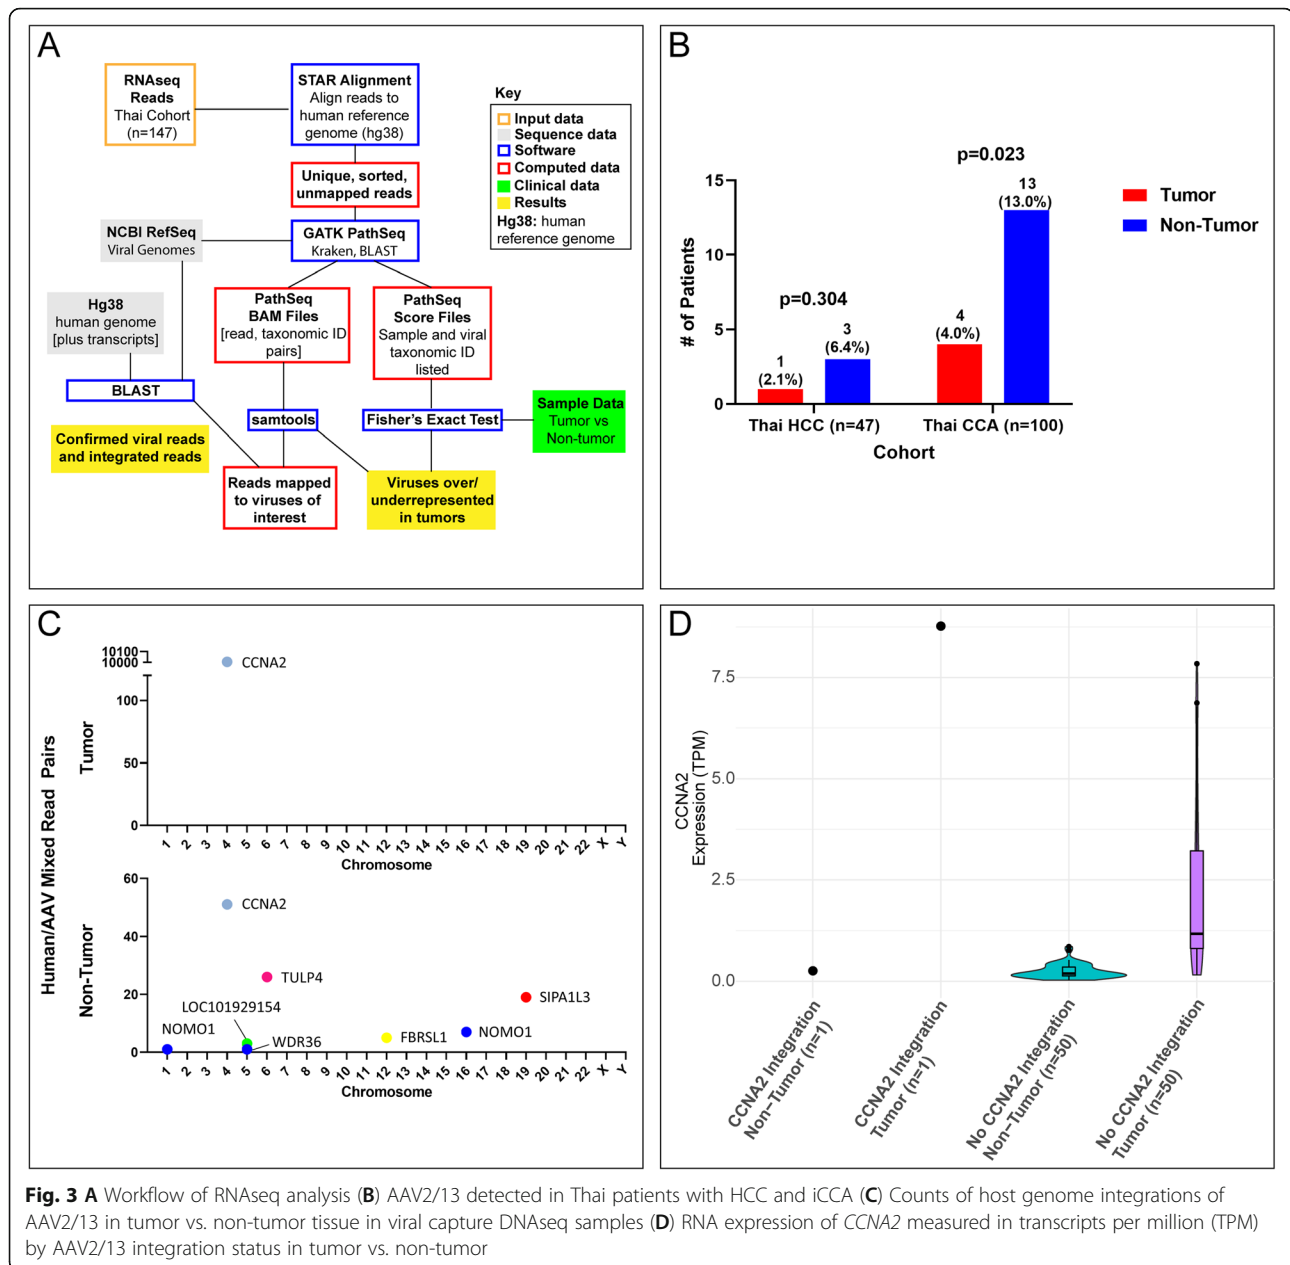 A
RNAseq
Reads
Thai Cohort
(n=147)
STAR Alignment
Align reads to
human reference
genome (hg38)
Key
Input data
Sequence data
Software
Computed data
Clinical data
Results
Hg38: human
reference genome
Unique, sorted,
unmapped reads
NCBI RefSeq
Viral Genomes
GATK PathSeq
Kraken, BLAST
Hg38
human genome
[plus transcripts]
PathSeq
BAM Files
[read, taxonomic ID
pairs]
PathSeq
Score Files
Sample and viral
taxonomic ID
listed
BLAST
samtools
Fisher's Exact Test
Sample Data
Tumor vs
Non-tumor
Confirmed viral reads
and integrated reads
Reads mapped
to viruses of
interest
Viruses over/
underrepresented
in tumors
B
p=0.023
p=0.304
13
(13.0%)
4
(4.0%)
3
(6.4%)
1
(2.1%)
15
10
5
0
# of Patients
Thai HCC (n=47)
Thai CCA (n=100)
Cohort
Tumor
Non-Tumor
C
Human/AAV Mixed Read Pairs
Tumor
10100
10000
100
50
0
CCNA2
1 2 3 4 5 6 7 8 9 10 11 12 13 14 15 16 17 18 19 20 21 22 X Y
Chromosome
Non-Tumor
60
40
20
0
CCNA2
TULP4
LOC101929154
NOMO1
WDR36
FBRSL1
NOMO1
SIPA1L3
1 2 3 4 5 6 7 8 9 10 11 12 13 14 15 16 17 18 19 20 21 22 X Y
Chromosome
D
CCNA2
Expression (TPM)
7.5
5.0
2.5
0.0
CCNA2 Integration
Non-Tumor (n=1)
CCNA2 Integration
Tumor (n=1)
No CCNA2 Integration
Non-Tumor (n=50)
No CCNA2 Integration
Tumor (n=50)
Fig. 3 A Workflow of RNAseq analysis (B) AAV2/13 detected in Thai patients with HCC and iCCA (C) Counts of host genome integrations of
AAV2/13 in tumor vs. non-tumor tissue in viral capture DNAseq samples (D) RNA expression of CCNA2 measured in transcripts per million (TPM)
by AAV2/13 integration status in tumor vs. non-tumor